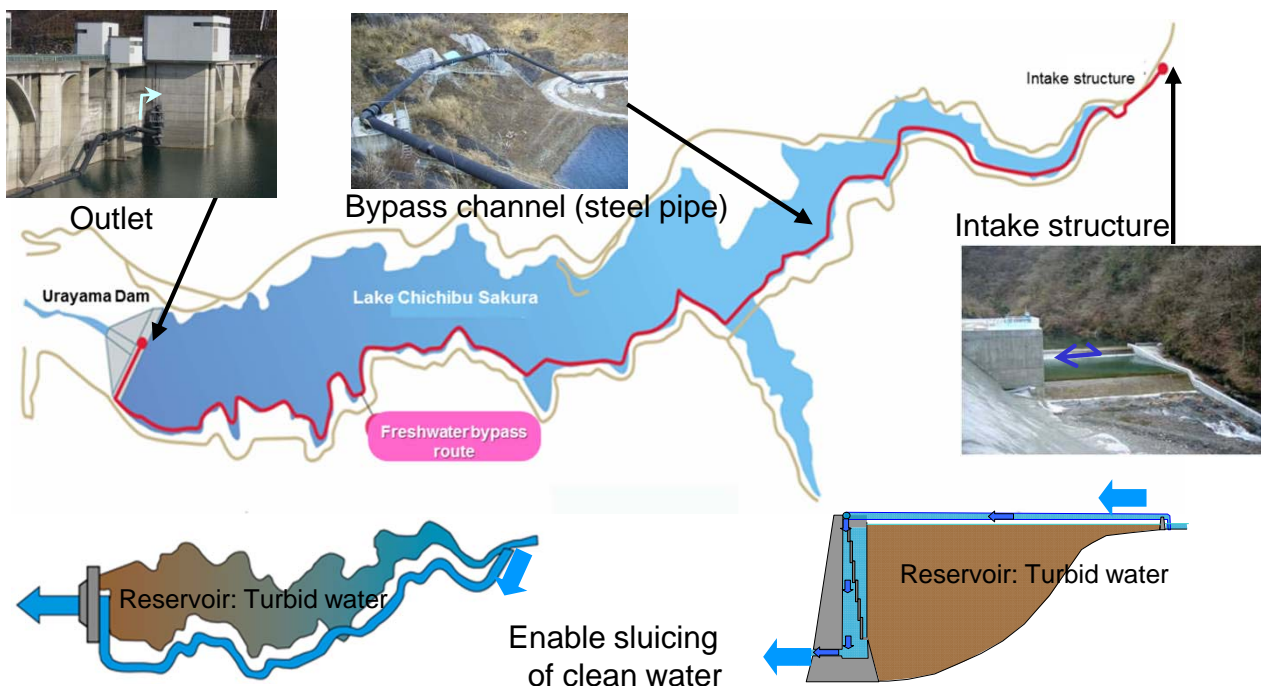 Intake structure
Outlet
Bypass channel (steel pipe)
Intake structure
Urayama Dam
Lake Chichibu Sakura
Freshwater bypass
route
Reservoir: Turbid water
Reservoir: Turbid water
Enable sluicing
of clean water